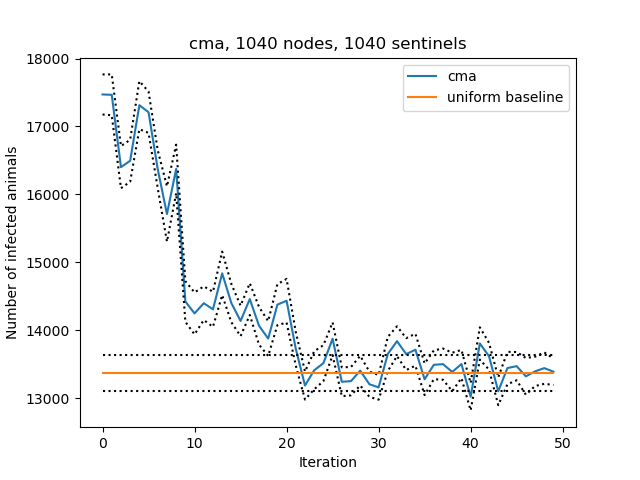 cma, 1040 nodes, 1040 sentinels
18000
17000
16000
15000
14000
13000
Number of infected animals
cma
uniform baseline
0
10
20
30
40
50
Iteration